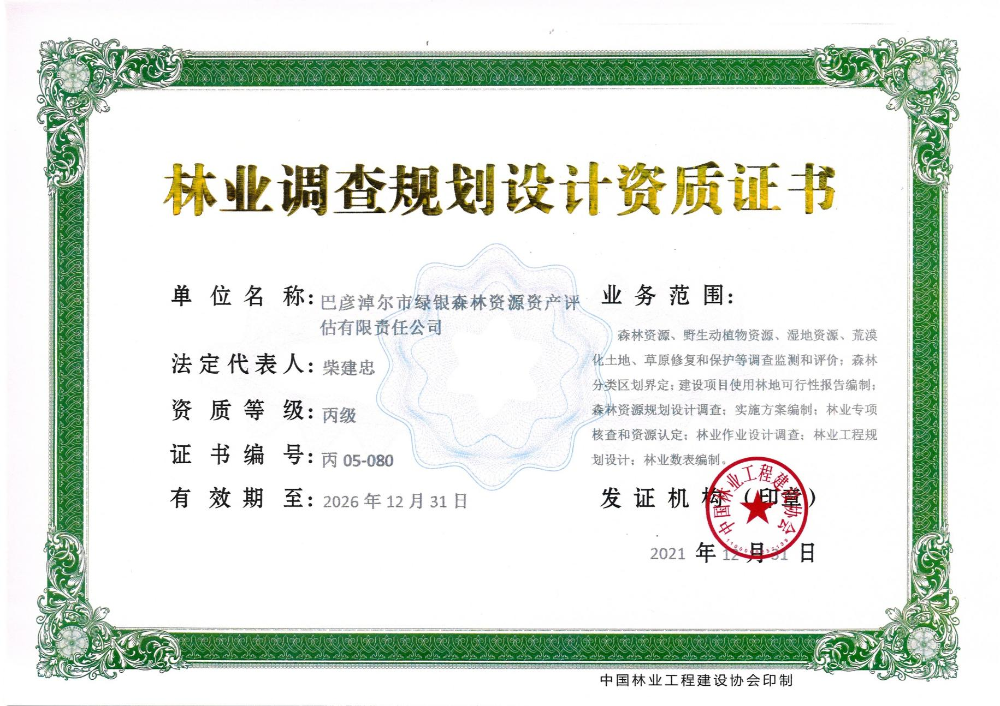 林业调查规划设计资质证书
单位名称：巴彦淖尔市绿银森林资源资产评
估有限责任公司
法定代表人：柴建忠
资质等级：丙级
证书编号：丙 05-080
有效期至：2026 年 12 月 31 日
业务范围：
森林资源、野生动植物资源、湿地资源、荒漠
化土地、草原修复和保护等调查监测和评价；森林
分类区划界定；建设项目使用林地可行性报告编制；
森林资源规划设计调查；实施方案编制；林业专项
核查和资源认定；林业作业设计调查；林业工程规
划设计；林业数表编制。
发证机构（印章）
中国林业工程建设协会
2021 年 12 月 31 日
中国林业工程建设协会印制